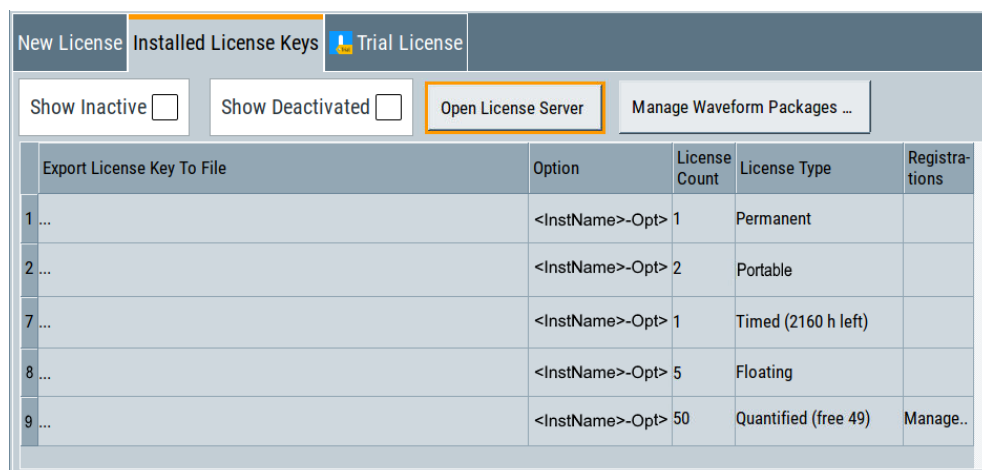 New License Installed License Keys Trial License
Show Inactive Show Deactivated Open License Server Manage Waveform Packages ...
Export License Key To File Option License Count License Type Registra-tions
1 ... <InstName>-Opt> 1 Permanent
2 ... <InstName>-Opt> 2 Portable
7 ... <InstName>-Opt> 1 Timed (2160 h left)
8 ... <InstName>-Opt> 5 Floating
9 ... <InstName>-Opt> 50 Quantified (free 49) Manage..